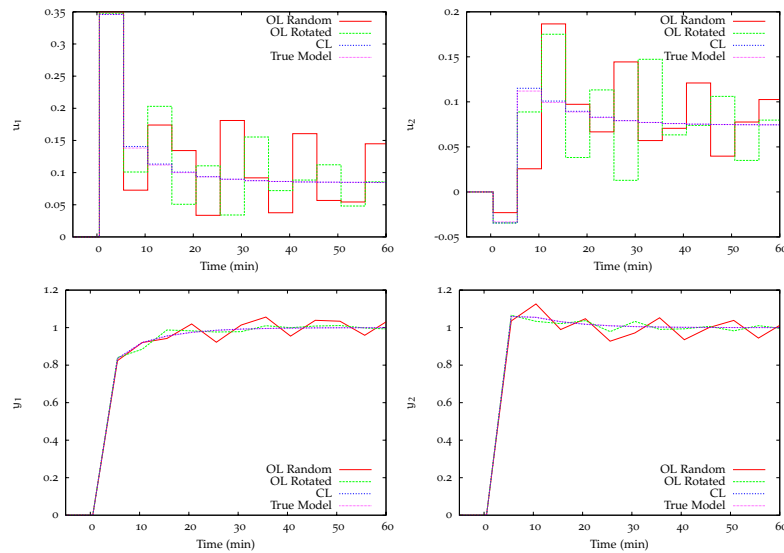 0.35
0.3
0.25
0.2
0.15
0.1
0.05
0
u1
0
10
20
30
40
50
60
Time (min)
OL Random
OL Rotated
CL
True Model
0.2
0.15
0.1
0.05
0
-0.05
u2
0
10
20
30
40
50
60
Time (min)
OL Random
OL Rotated
CL
True Model
1.2
1
0.8
0.6
0.4
0.2
0
y1
0
10
20
30
40
50
60
Time (min)
OL Random
OL Rotated
CL
True Model
1.2
1
0.8
0.6
0.4
0.2
0
y2
0
10
20
30
40
50
60
Time (min)
OL Random
OL Rotated
CL
True Model